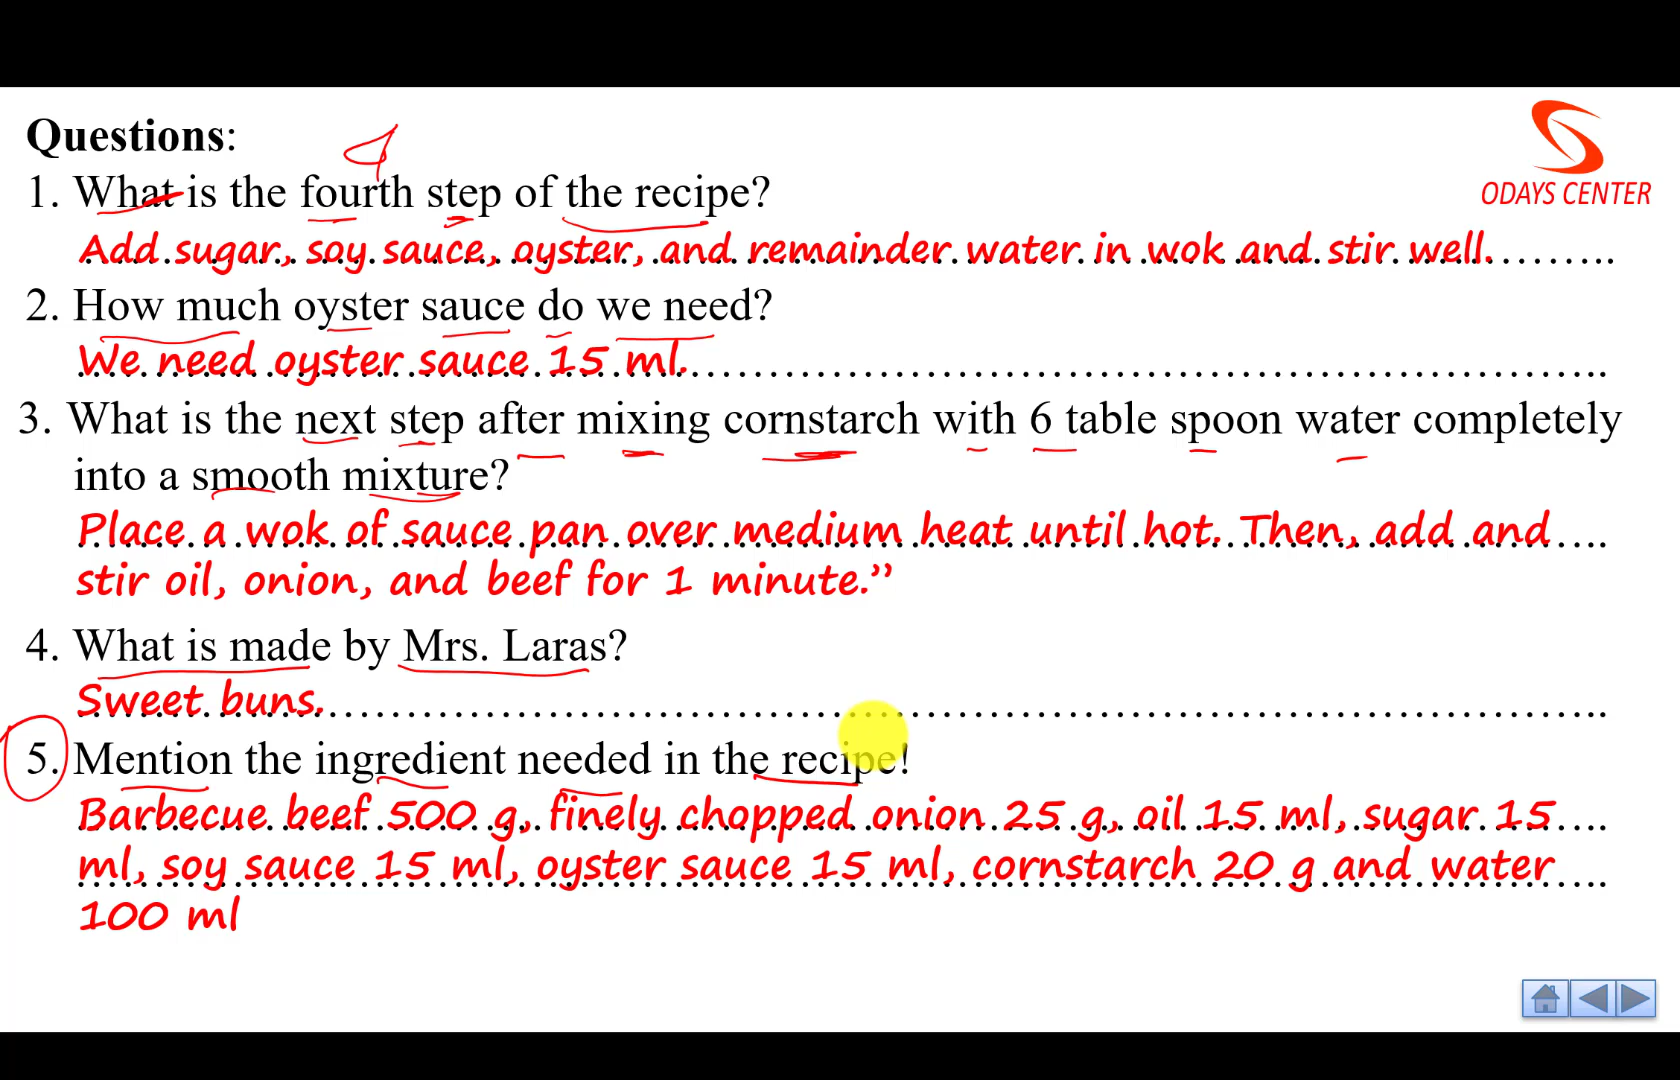 Questions:
4
1. What is the fourth step of the recipe?
Add sugar, soy sauce, oyster, and remainder water in wok and stir well.
2. How much oyster sauce do we need?
We need oyster sauce 15 ml.
3. What is the next step after mixing cornstarch with 6 table spoon water completely
into a smooth mixture?
Place a wok of sauce pan over medium heat until hot. Then, add and
stir oil, onion, and beef for 1 minute.”
4. What is made by Mrs. Laras?
Sweet buns.
5. Mention the ingredient needed in the recipe!
Barbecue beef 500 g, finely chopped onion 25 g, oil 15 ml, sugar 15
ml, soy sauce 15 ml, oyster sauce 15 ml, cornstarch 20 g and water
100 ml
ODAYS CENTER